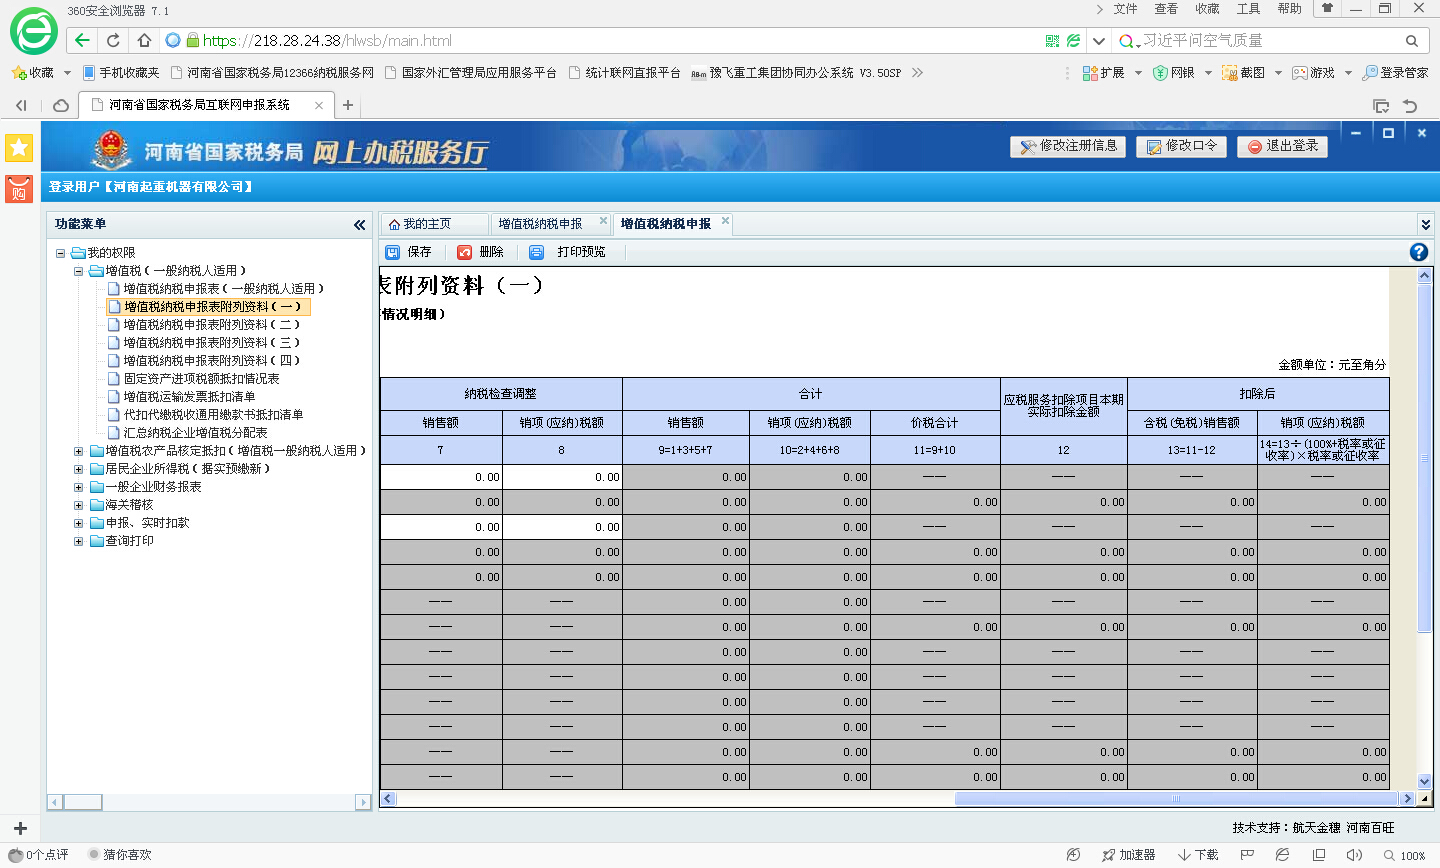 360安全浏览器 7.1
文件 查看 收藏 工具 帮助
https://218.28.24.38/hlwsb/main.html
习近平问空气质量
收藏 手机收藏夹 河南省国家税务局12366纳税服务网 国家外汇管理局应用服务平台 统计联网直报平台 豫飞重工集团协同办公系统 V3.50SP
扩展 网银 截图 游戏 登录管家
河南省国家税务局互联网申报系统
河南省国家税务局 网上办税服务厅
修改注册信息 修改口令 退出登录
购
登录用户【河南起重机器有限公司】
功能菜单
我的主页 增值税纳税申报 增值税纳税申报
保存 删除 打印预览
我的权限
增值税(一般纳税人适用)
增值税纳税申报表(一般纳税人适用)
增值税纳税申报表附列资料(一)
增值税纳税申报表附列资料(二)
增值税纳税申报表附列资料(三)
增值税纳税申报表附列资料(四)
固定资产进项税额抵扣情况表
增值税运输发票抵扣清单
代扣代缴税收通用缴款书抵扣清单
汇总纳税企业增值税分配表
增值税农产品核定抵扣(增值税一般纳税人适用)
居民企业所得税(据实预缴新)
一般企业财务报表
海关稽核
申报、实时扣款
查询打印
表附列资料（一）
情况明细）
金额单位：元至角分
纳税检查调整 合计 应税服务扣除项目本期实际扣除金额 扣除后
销售额 销项(应纳)税额 销售额 销项(应纳)税额 价税合计 含税(免税)销售额 销项(应纳)税额
7 8 9=1+3+5+7 10=2+4+6+8 11=9+10 12 13=11-12 14=13÷(100%+税率或征收率)×税率或征收率
0.00 0.00 0.00 0.00 —— —— —— ——
0.00 0.00 0.00 0.00 0.00 0.00 0.00 0.00
0.00 0.00 0.00 0.00 —— —— —— ——
0.00 0.00 0.00 0.00 0.00 0.00 0.00 0.00
0.00 0.00 0.00 0.00 0.00 0.00 0.00 0.00
—— —— 0.00 0.00 —— —— —— ——
—— —— 0.00 0.00 0.00 0.00 0.00 0.00
—— —— 0.00 0.00 —— —— —— ——
—— —— 0.00 0.00 —— —— —— ——
—— —— 0.00 0.00 —— —— —— ——
—— —— 0.00 0.00 —— —— —— ——
—— —— 0.00 0.00 0.00 0.00 0.00 0.00
—— —— 0.00 0.00 0.00 0.00 0.00 0.00
技术支持：航天金穗 河南百旺
0个点评 猜你喜欢
加速器 下载 100%